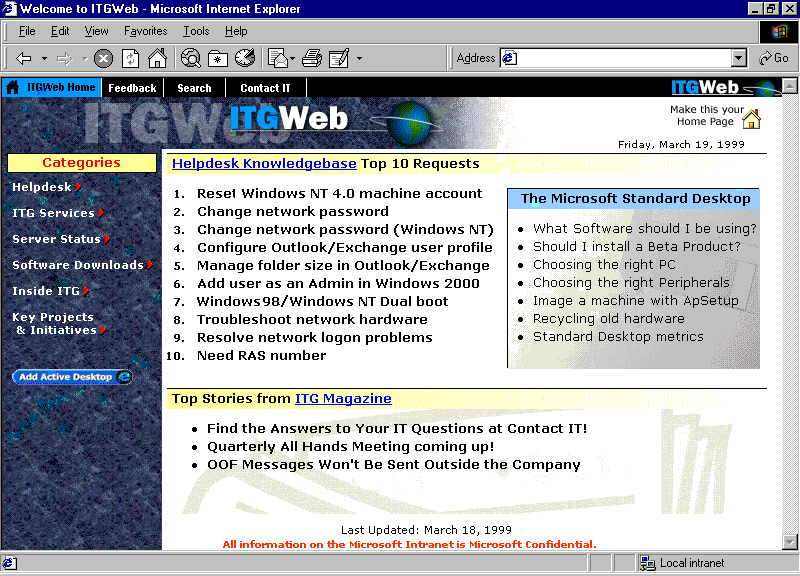 Welcome to ITGWeb - Microsoft Internet Explorer
File Edit View Favorites Tools Help
Address Go
ITGWeb Home Feedback Search Contact IT ITGWeb
ITGWeb
ITGWeb
Make this your
Home Page
Friday, March 19, 1999
Categories
Helpdesk
ITG Services
Server Status
Software Downloads
Inside ITG
Key Projects
& Initiatives
Add Active Desktop
Helpdesk Knowledgebase Top 10 Requests
1. Reset Windows NT 4.0 machine account
2. Change network password
3. Change network password (Windows NT)
4. Configure Outlook/Exchange user profile
5. Manage folder size in Outlook/Exchange
6. Add user as an Admin in Windows 2000
7. Windows98/Windows NT Dual boot
8. Troubleshoot network hardware
9. Resolve network logon problems
10. Need RAS number
The Microsoft Standard Desktop
• What Software should I be using?
• Should I install a Beta Product?
• Choosing the right PC
• Choosing the right Peripherals
• Image a machine with ApSetup
• Recycling old hardware
• Standard Desktop metrics
Top Stories from ITG Magazine
• Find the Answers to Your IT Questions at Contact IT!
• Quarterly All Hands Meeting coming up!
• OOF Messages Won't Be Sent Outside the Company
Last Updated: March 18, 1999
All information on the Microsoft Intranet is Microsoft Confidential.
Local intranet